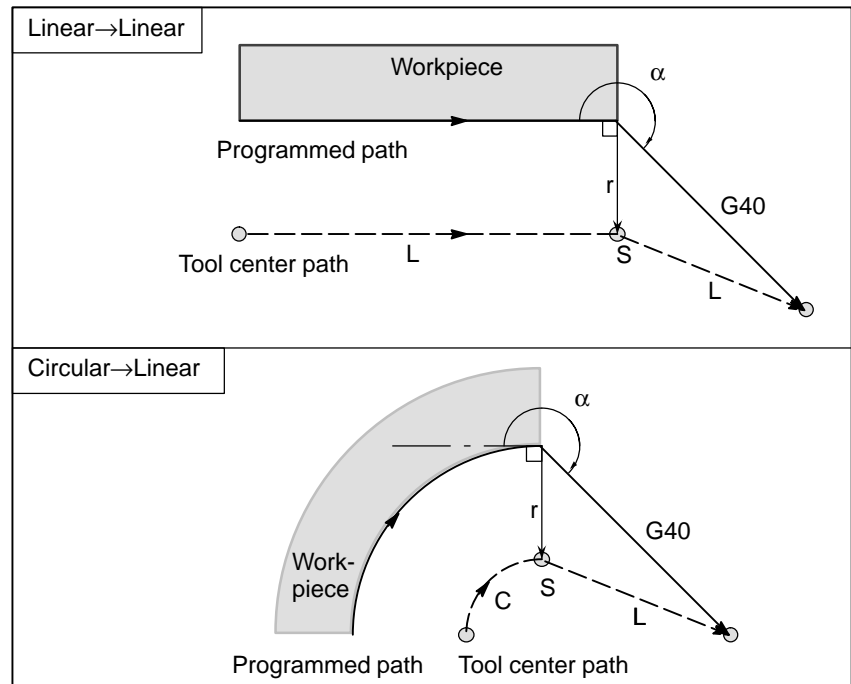 Linear→Linear
Workpiece
α
Programmed path
r
G40
Tool center path
L
S
L
Circular→Linear
α
r
G40
Work-
piece
C
S
L
Programmed path
Tool center path